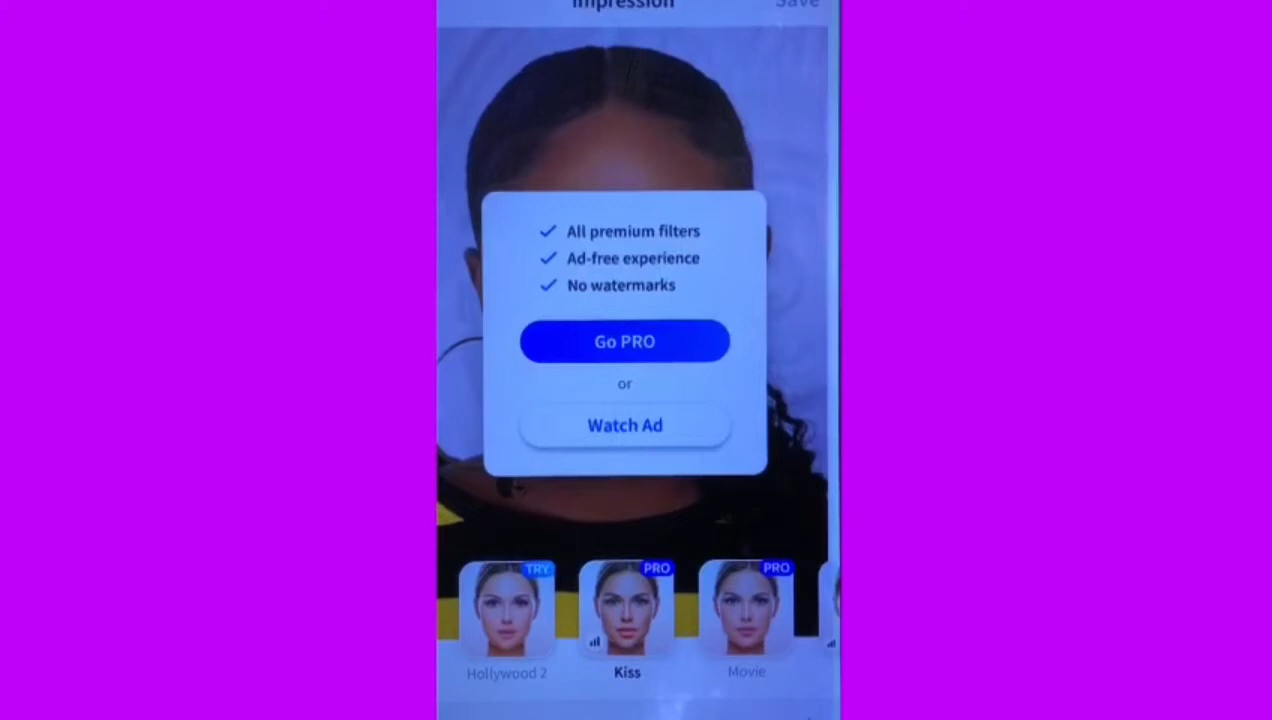 Impression
Save
All premium filters
Ad-free experience
No watermarks
Go PRO
or
Watch Ad
TRY
PRO
PRO
Hollywood 2
Kiss
Movie